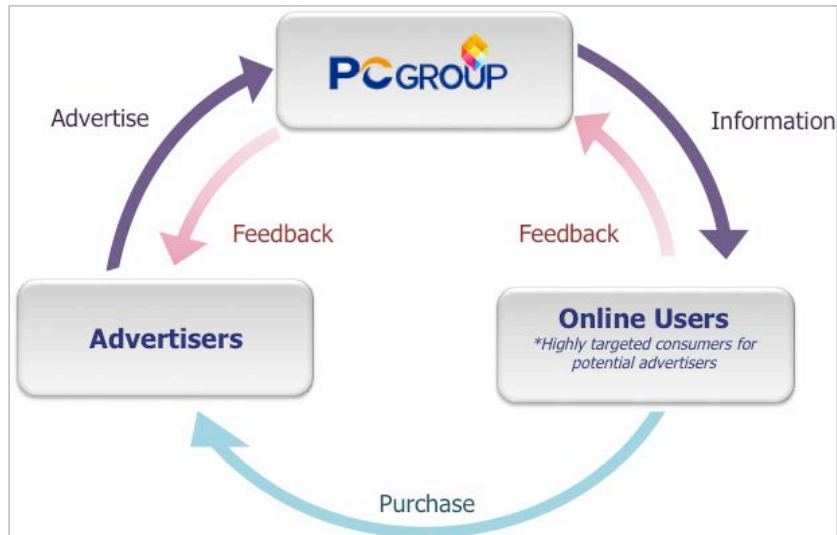 PCGROUP
Advertise
Information
Feedback
Feedback
Advertisers
Online Users
*Highly targeted consumers for
potential advertisers
Purchase